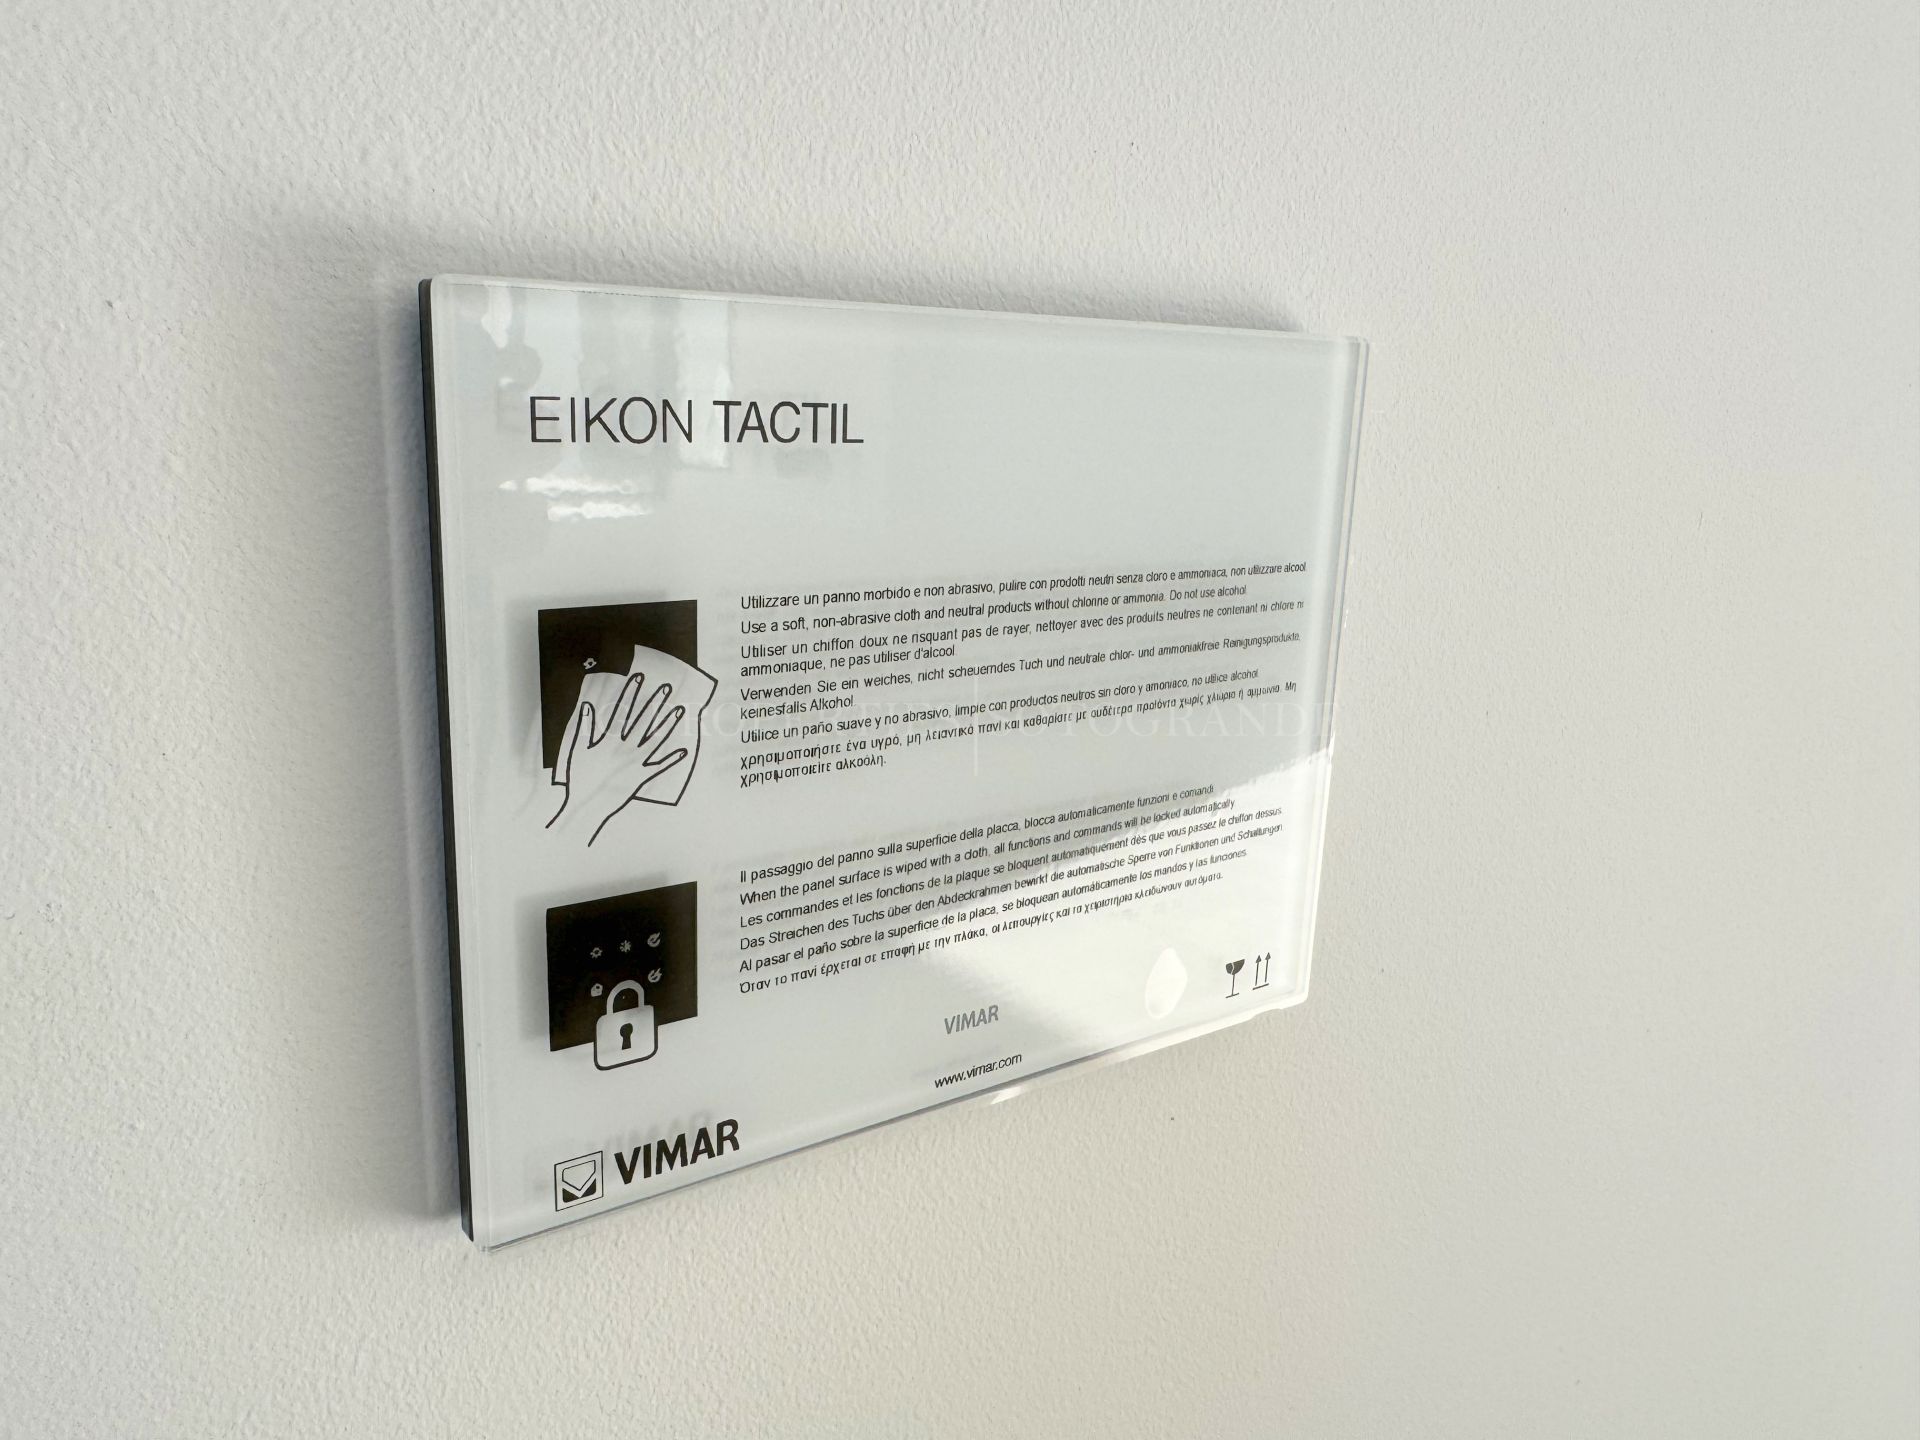 EIKON TACTIL
Utilizzare un panno morbido e non abrasivo, pulire con prodotti neutri senza cloro e ammoniaca, non utilizzare alcool
Use a soft, non-abrasive cloth and neutral products without chlorine or ammonia. Do not use alcohol
Utiliser un chiffon doux ne risquant pas de rayer, nettoyer avec des produits neutres ne contenant ni chlore ni
ammoniaque, ne pas utiliser d'alcool
Verwenden Sie ein weiches, nicht scheuerndes Tuch und neutrale chlor- und ammoniakfreie Reinigungsprodukte,
keinesfalls Alkohol.
Utilice un paño suave y no abrasivo, limpie con productos neutros sin cloro y amoniaco, no utilice alcohol
χρησιμοποιήστε ένα υγρό, μη λειαντικό πανί και καθαρίστε με ουδέτερα προϊόντα χωρίς χλώριο ή αμμωνία. Μη
χρησιμοποιείτε αλκοόλη.
Il passaggio del panno sulla superficie della placca, blocca automaticamente funzioni e comandi
When the panel surface is wiped with a cloth, all functions and commands will be locked automatically
Les commandes et les fonctions de la plaque se bloquent automatiquement dès que vous passez le chiffon dessus.
Das Streichen des Tuchs über den Abdeckrahmen bewirkt die automatische Sperre von Funktionen und Schaltungen.
Al pasar el paño sobre la superficie de la placa, se bloquean automáticamente los mandos y las funciones.
Όταν το πανί έρχεται σε επαφή με την πλάκα, οι λειτουργίες και τα χειριστήρια κλειδώνουν αυτόματα.
VIMAR
www.vimar.com
VIMAR